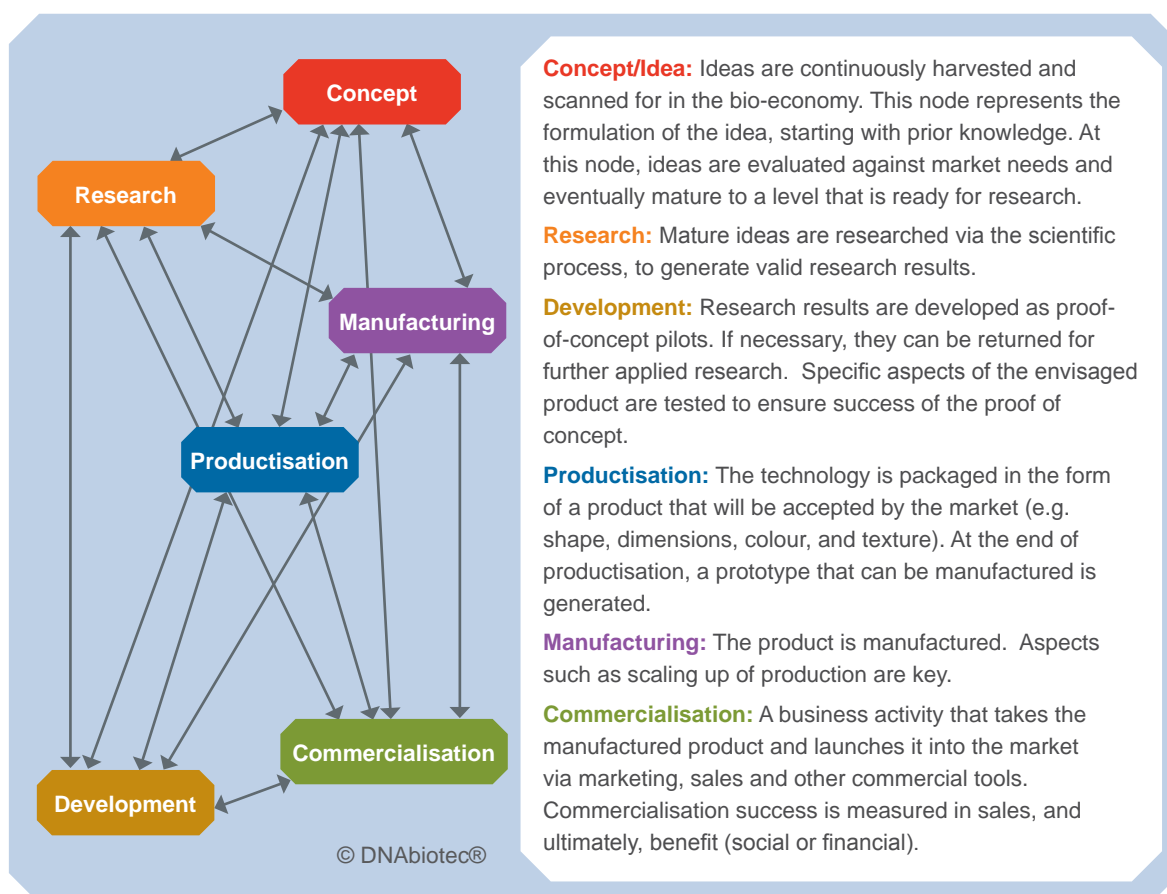 Concept
Research
Manufacturing
Productisation
Commercialisation
Development
© DNAbiotec®
Concept/Idea: Ideas are continuously harvested and
scanned for in the bio-economy. This node represents the
formulation of the idea, starting with prior knowledge. At
this node, ideas are evaluated against market needs and
eventually mature to a level that is ready for research.
Research: Mature ideas are researched via the scientific
process, to generate valid research results.
Development: Research results are developed as proof-
of-concept pilots. If necessary, they can be returned for
further applied research.  Specific aspects of the envisaged
product are tested to ensure success of the proof of
concept.
Productisation: The technology is packaged in the form
of a product that will be accepted by the market (e.g.
shape, dimensions, colour, and texture). At the end of
productisation, a prototype that can be manufactured is
generated.
Manufacturing: The product is manufactured.  Aspects
such as scaling up of production are key.
Commercialisation: A business activity that takes the
manufactured product and launches it into the market
via marketing, sales and other commercial tools.
Commercialisation success is measured in sales, and
ultimately, benefit (social or financial).